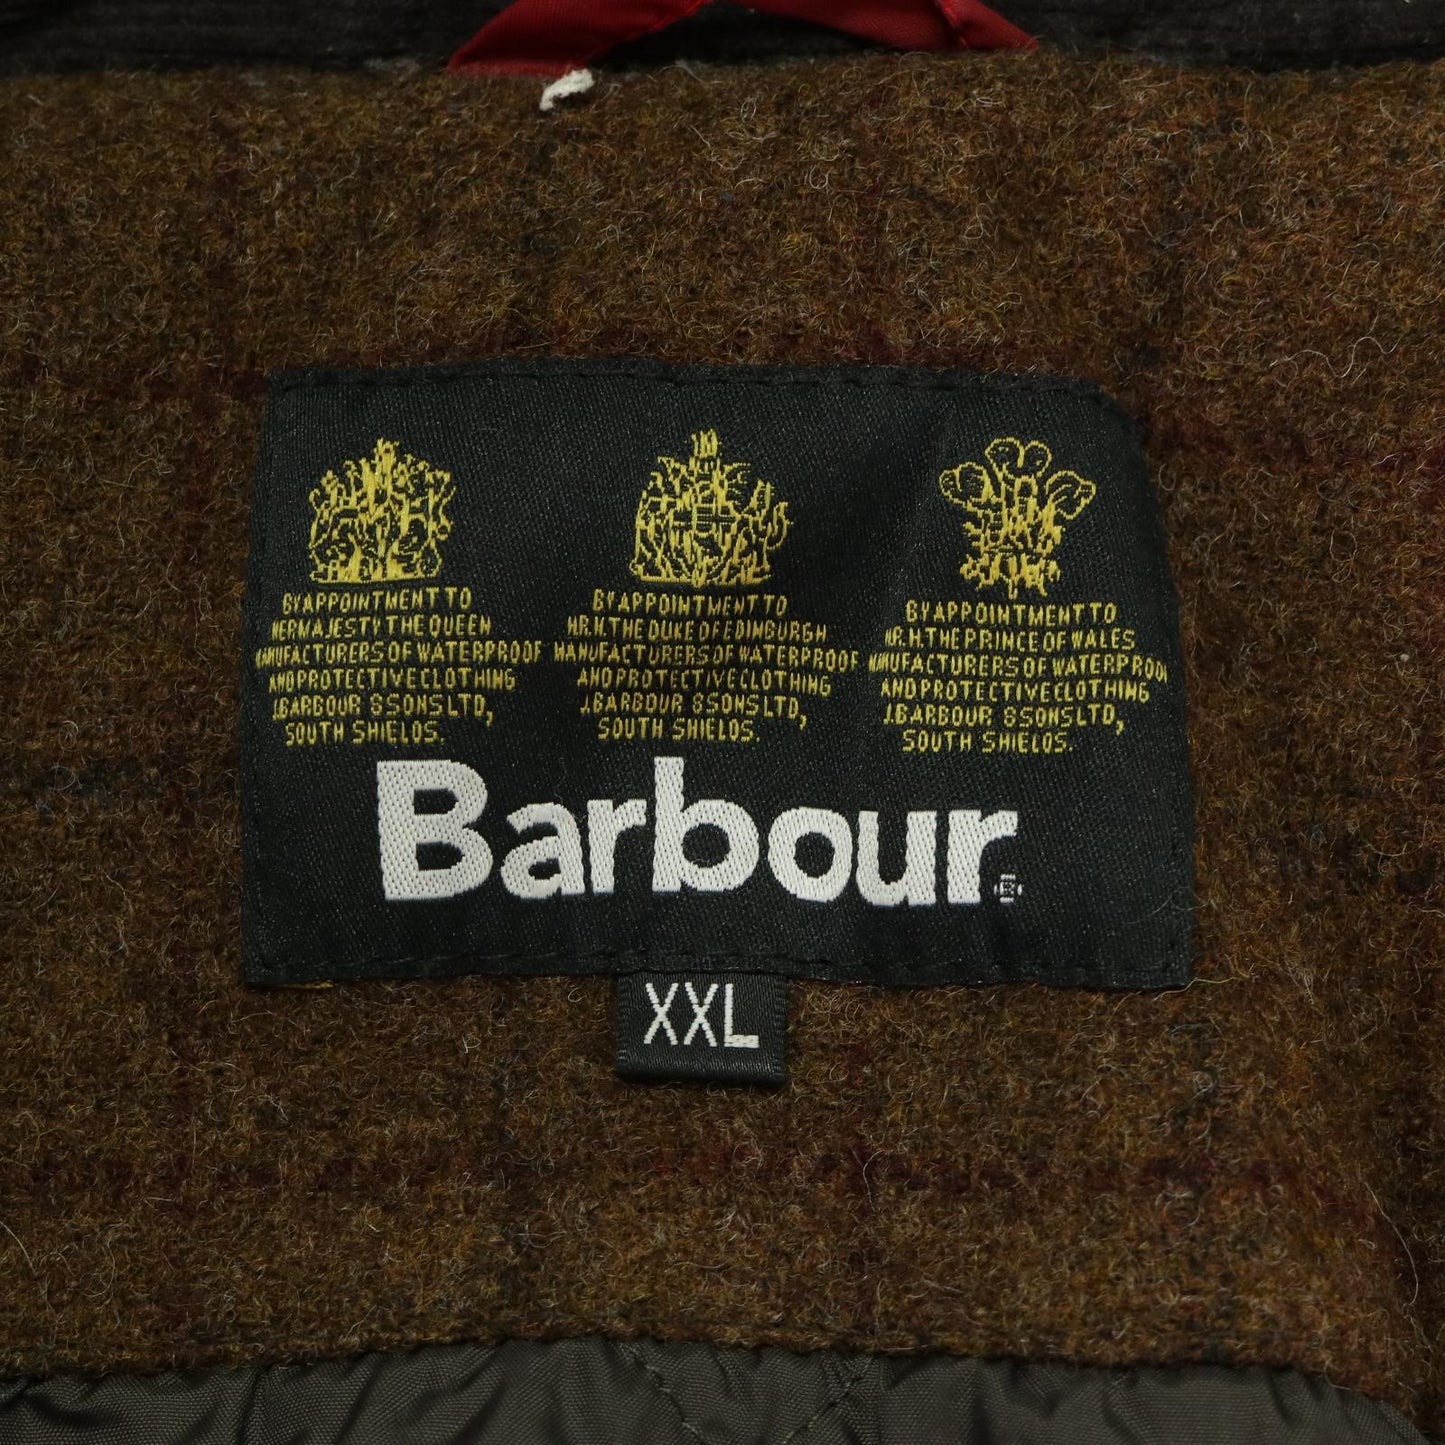 BY APPOINTMENT TO
HER MAJESTY THE QUEEN
MANUFACTURERS OF WATERPROOF
AND PROTECTIVE CLOTHING
J.BARBOUR & SONS LTD,
SOUTH SHIELDS.
BY APPOINTMENT TO
H.R.H. THE DUKE OF EDINBURGH
MANUFACTURERS OF WATERPROOF
AND PROTECTIVE CLOTHING
J.BARBOUR & SONS LTD,
SOUTH SHIELDS.
BY APPOINTMENT TO
H.R.H. THE PRINCE OF WALES
MANUFACTURERS OF WATERPROOF
AND PROTECTIVE CLOTHING
J.BARBOUR & SONS LTD,
SOUTH SHIELDS.
Barbour®
XXL